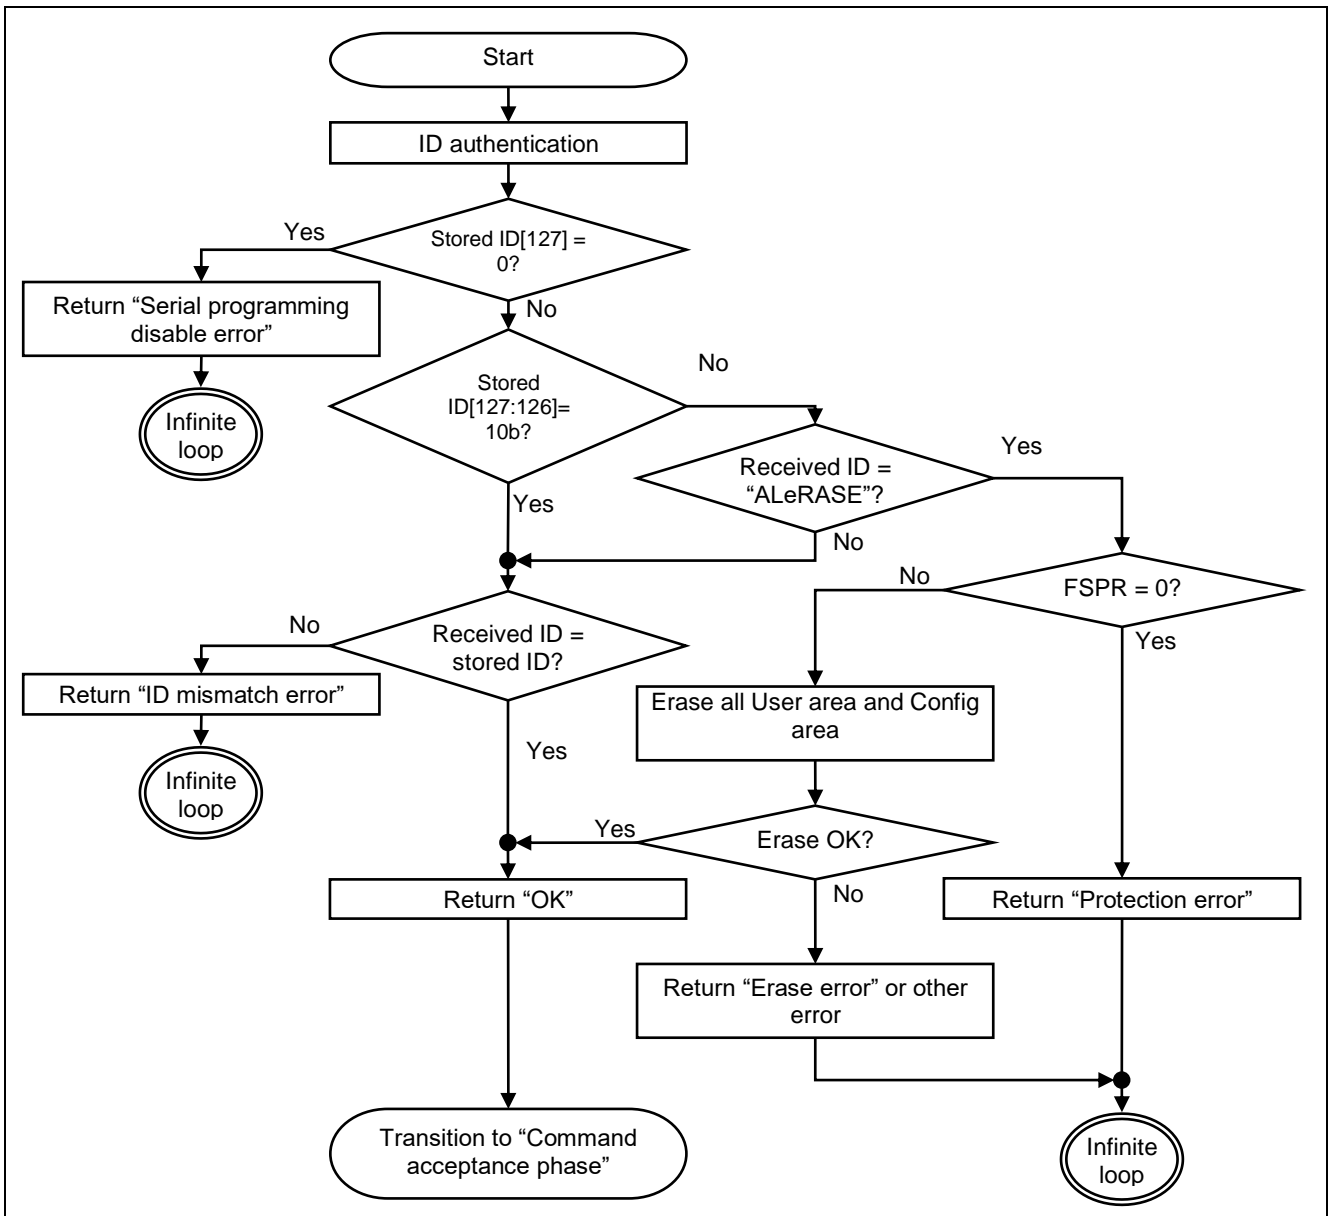 Start
ID authentication
Yes
Stored ID[127] =
0?
Return “Serial programming
disable error”
No
Infinite
loop
Stored
ID[127:126]=
10b?
No
Yes
Received ID =
“ALeRASE”?
Yes
No
FSPR = 0?
No
Yes
Received ID =
stored ID?
No
Return “ID mismatch error”
Yes
Infinite
loop
Erase all User area and Config
area
Erase OK?
Yes
No
Return “OK”
Return “Protection error”
Return “Erase error” or other
error
Transition to “Command
acceptance phase”
Infinite
loop